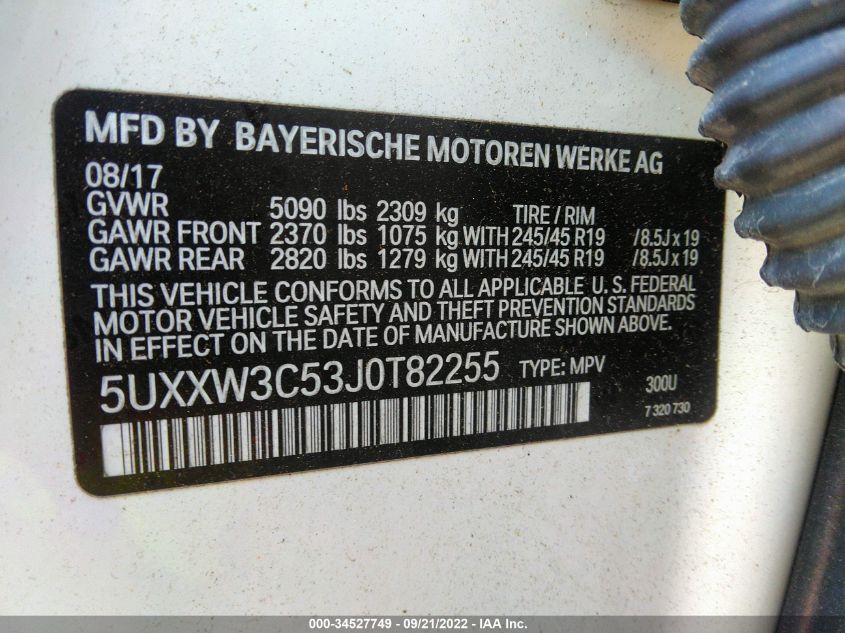 MFD BY BAYERISCHE MOTOREN WERKE AG
08/17
GVWR 5090 lbs 2309 kg TIRE / RIM
GAWR FRONT 2370 lbs 1075 kg WITH 245/45 R19 /8.5J x 19
GAWR REAR 2820 lbs 1279 kg WITH 245/45 R19 /8.5J x 19
THIS VEHICLE CONFORMS TO ALL APPLICABLE U. S. FEDERAL
MOTOR VEHICLE SAFETY AND THEFT PREVENTION STANDARDS
IN EFFECT ON THE DATE OF MANUFACTURE SHOWN ABOVE.
5UXXW3C53J0T82255 TYPE: MPV 300U
7 320 730
000-34527749 - 09/21/2022 - IAA Inc.